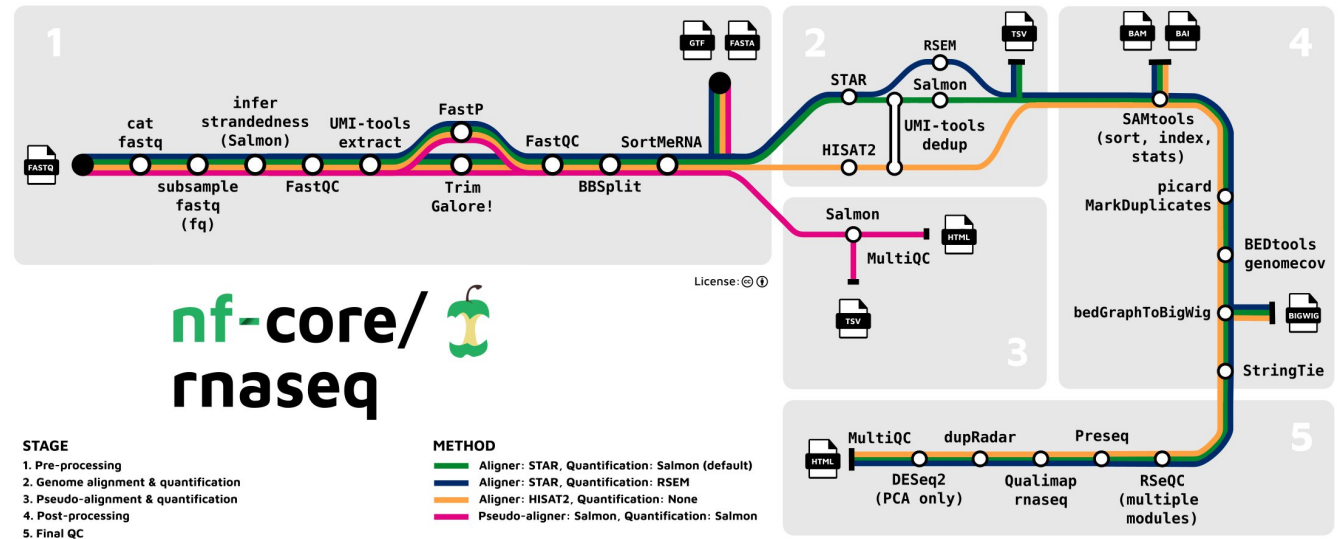 1
FASTQ
cat
fastq
subsample
fastq
(fq)
infer
strandedness
(Salmon)
FastQC
UMI-tools
extract
FastP
Trim
Galore!
FastQC
BBSplit
SortMeRNA
GTF
FASTA
2
STAR
RSEM
Salmon
TSV
HISAT2
UMI-tools
dedup
3
Salmon
MultiQC
HTML
TSV
4
BAM
BAI
SAMtools
(sort, index,
stats)
picard
MarkDuplicates
BEDtools
genomecov
bedGraphToBigWig
BIGWIG
StringTie
5
HTML
MultiQC
DESeq2
(PCA only)
dupRadar
Qualimap
rnaseq
Preseq
RSeQC
(multiple
modules)
License: cc
nf-core/
rnaseq
STAGE
1. Pre-processing
2. Genome alignment & quantification
3. Pseudo-alignment & quantification
4. Post-processing
5. Final QC
METHOD
Aligner: STAR, Quantification: Salmon (default)
Aligner: STAR, Quantification: RSEM
Aligner: HISAT2, Quantification: None
Pseudo-aligner: Salmon, Quantification: Salmon